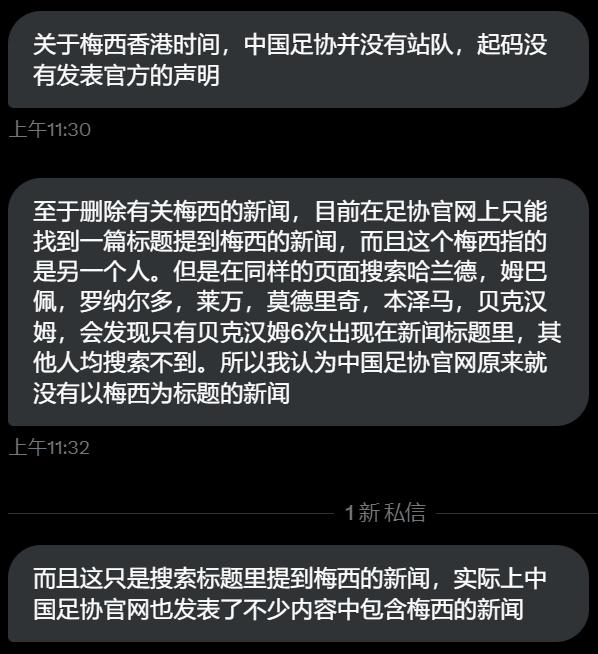 关于梅西香港时间，中国足协并没有站队，起码没
有发表官方的声明
上午11:30
至于删除有关梅西的新闻，目前在足协官网上只能
找到一篇标题提到梅西的新闻，而且这个梅西指的
是另一个人。但是在同样的页面搜索哈兰德，姆巴
佩，罗纳尔多，莱万，莫德里奇，本泽马，贝克汉
姆，会发现只有贝克汉姆6次出现在新闻标题里，其
他人均搜索不到。所以我认为中国足协官网原来就
没有以梅西为标题的新闻
上午11:32
1 新 私信
而且这只是搜索标题里提到梅西的新闻，实际上中
国足协官网也发表了不少内容中包含梅西的新闻